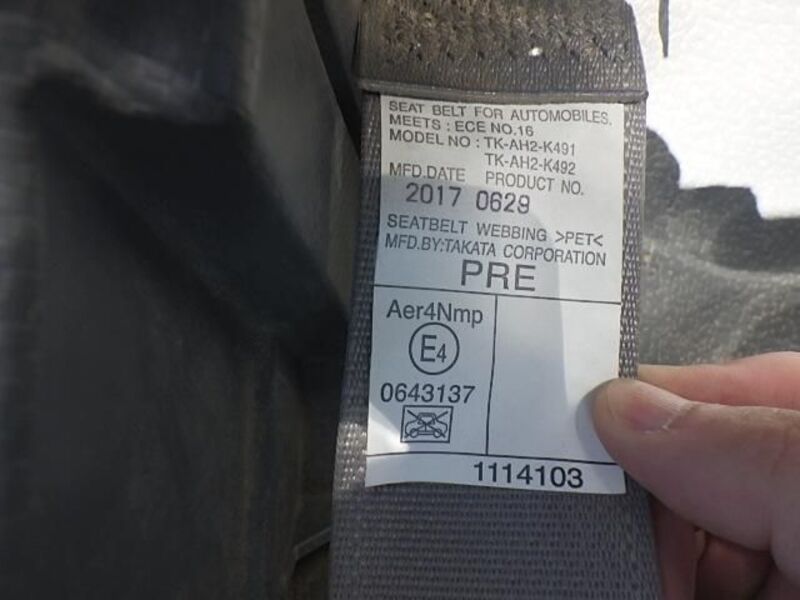 SEAT BELT FOR AUTOMOBILES.
MEETS : ECE NO.16
MODEL NO : TK-AH2-K491
TK-AH2-K492
MFD.DATE PRODUCT NO.
2017 0629
SEATBELT WEBBING >PET<
MFD.BY:TAKATA CORPORATION
PRE
Aer4Nmp
E4
0643137
1114103